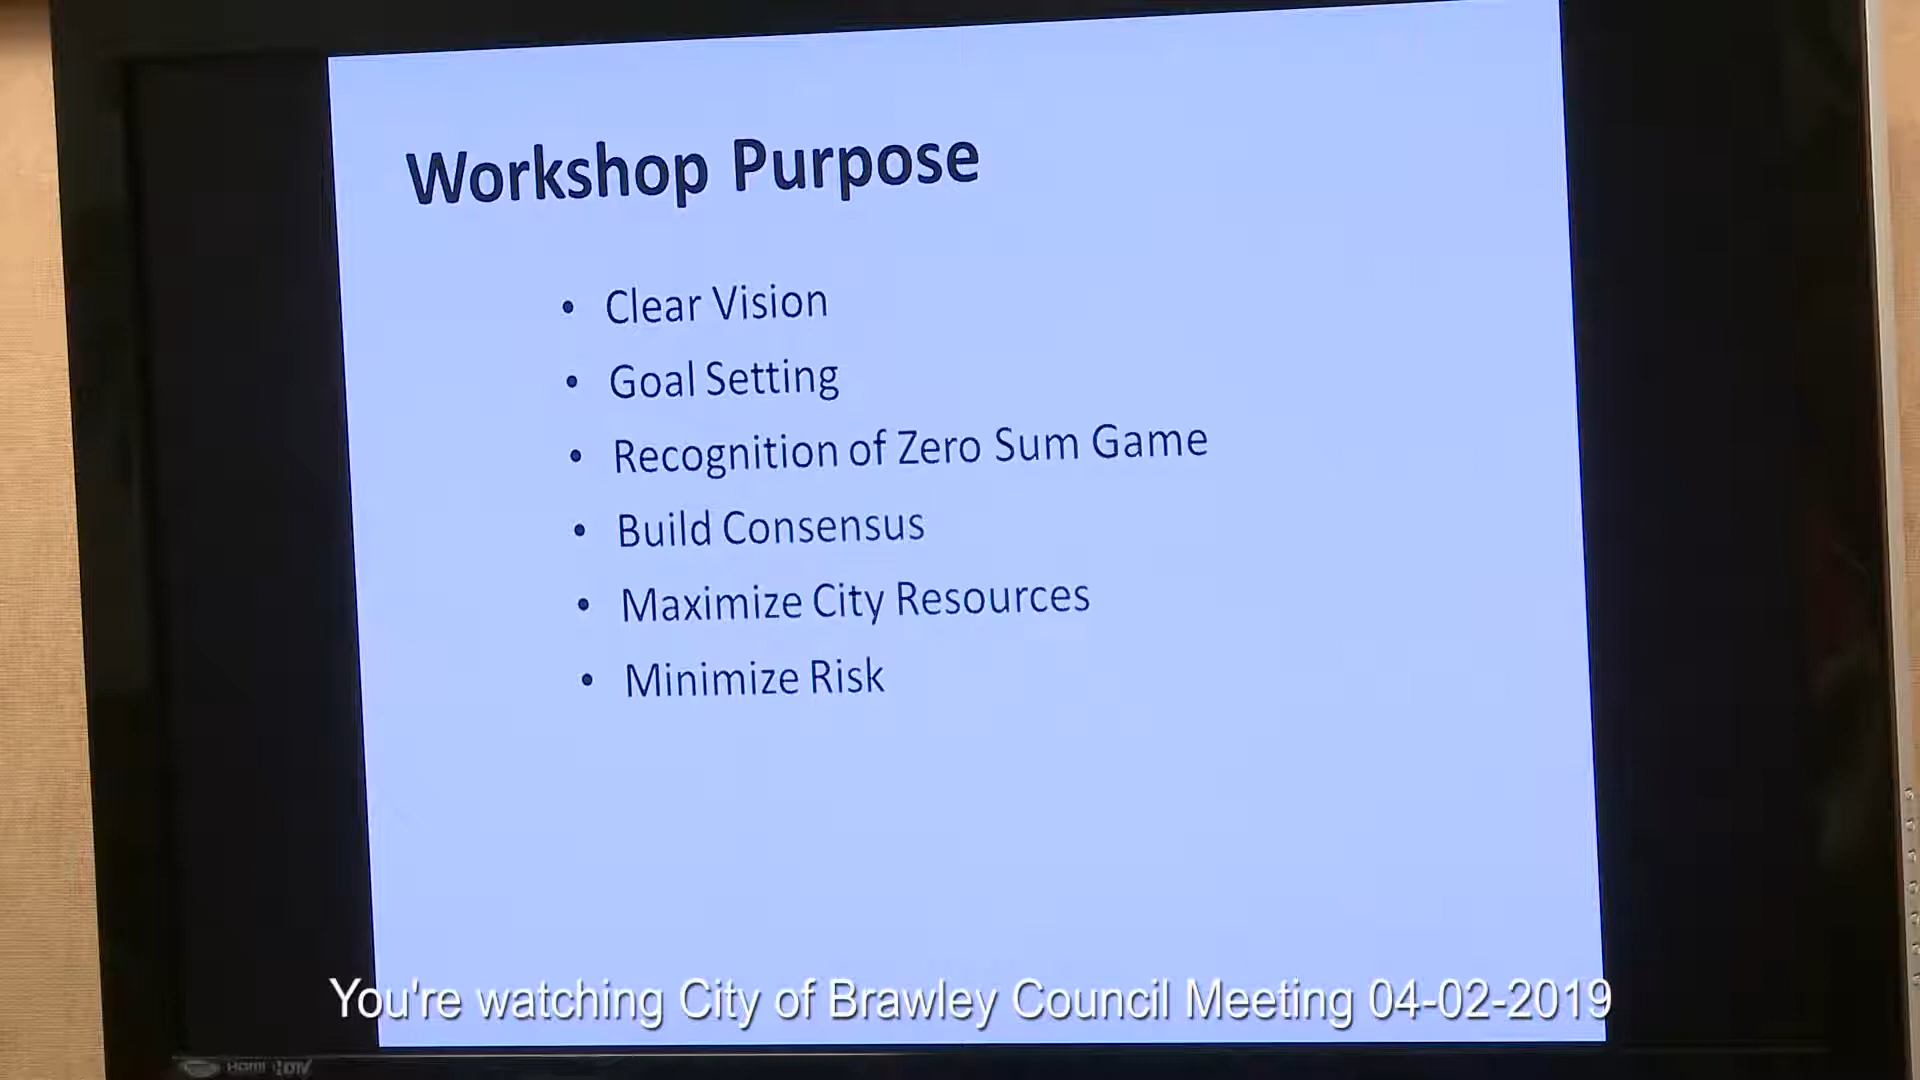 Workshop Purpose
• Clear Vision
• Goal Setting
• Recognition of Zero Sum Game
• Build Consensus
• Maximize City Resources
• Minimize Risk
You're watching City of Brawley Council Meeting 04-02-2019